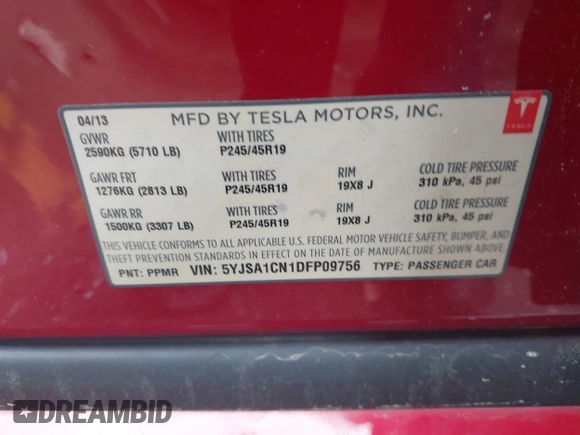 04/13 MFD BY TESLA MOTORS, INC.
GVWR WITH TIRES
2590KG (5710 LB) P245/45R19
TESLA
GAWR FRT WITH TIRES RIM COLD TIRE PRESSURE
1276KG (2813 LB) P245/45R19 19X8 J 310 kPa, 45 psi
GAWR RR WITH TIRES RIM COLD TIRE PRESSURE
1500KG (3307 LB) P245/45R19 19X8 J 310 kPa, 45 psi
THIS VEHICLE CONFORMS TO ALL APPLICABLE U.S. FEDERAL MOTOR VEHICLE SAFETY, BUMPER, AND
THEFT PREVENTION STANDARDS IN EFFECT ON THE DATE OF MANUFACTURE SHOWN ABOVE.
PNT: PPMR VIN: 5YJSA1CN1DFP09756 TYPE: PASSENGER CAR
DREAMBID